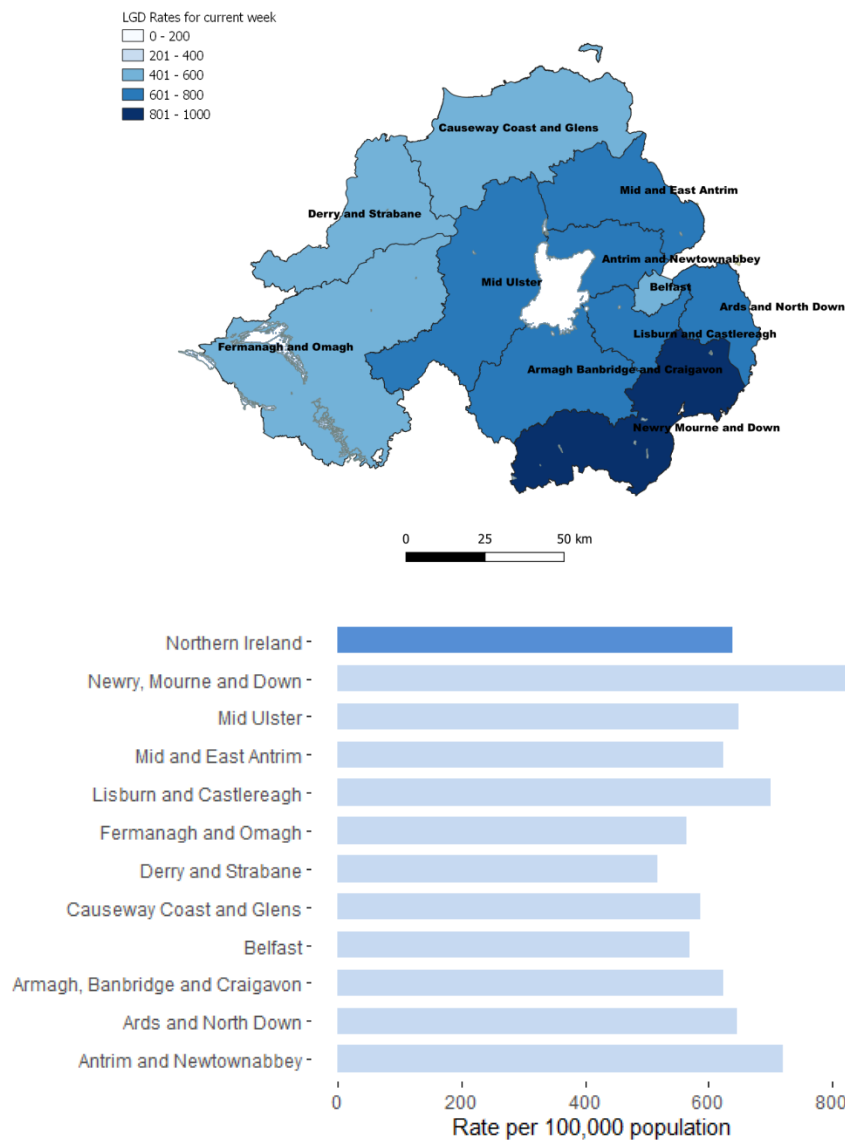 LGD Rates for current week
0 - 200
201 - 400
401 - 600
601 - 800
801 - 1000
Causeway Coast and Glens
Mid and East Antrim
Derry and Strabane
Antrim and Newtownabbey
Mid Ulster
Belfast
Ards and North Down
Lisburn and Castlereagh
Fermanagh and Omagh
Armagh Banbridge and Craigavon
Newry Mourne and Down
0 25 50 km
Northern Ireland
Newry, Mourne and Down
Mid Ulster
Mid and East Antrim
Lisburn and Castlereagh
Fermanagh and Omagh
Derry and Strabane
Causeway Coast and Glens
Belfast
Armagh, Banbridge and Craigavon
Ards and North Down
Antrim and Newtownabbey
0 200 400 600 800
Rate per 100,000 population